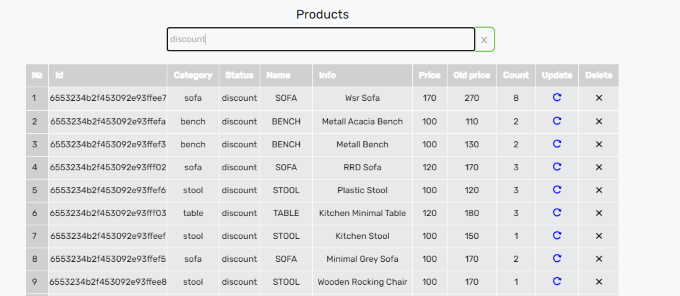 Products
discount x
№ Id Category Status Name Info Price Old price Count Update Delete
1 6553234b2f453092e93ffee7 sofa discount SOFA Wsr Sofa 170 270 8
2 6553234b2f453092e93ffefa bench discount BENCH Metall Acacia Bench 100 110 2
3 6553234b2f453092e93ffef3 bench discount BENCH Metall Bench 100 130 2
4 6553234b2f453092e93fff02 sofa discount SOFA RRD Sofa 120 170 3
5 6553234b2f453092e93ffef6 stool discount STOOL Plastic Stool 100 120 3
6 6553234b2f453092e93fff03 table discount TABLE Kitchen Minimal Table 120 180 3
7 6553234b2f453092e93ffeef stool discount STOOL Kitchen Stool 100 150 1
8 6553234b2f453092e93ffef5 sofa discount SOFA Minimal Grey Sofa 100 170 2
9 6553234b2f453092e93ffee8 stool discount STOOL Wooden Rocking Chair 100 170 1